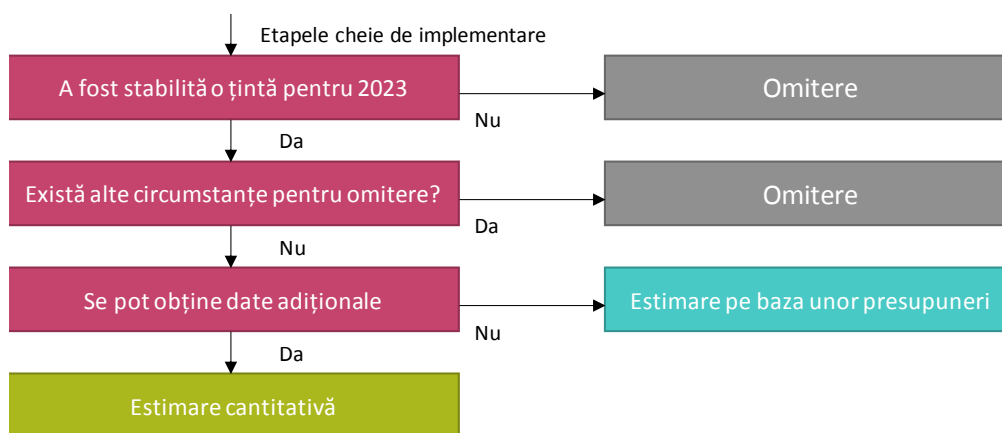 Etapele cheie de implementare
A fost stabilită o țintă pentru 2023
Nu
Omitere
Da
Există alte circumstanțe pentru omitere?
Da
Omitere
Nu
Se pot obține date adiționale
Nu
Estimare pe baza unor presupuneri
Da
Estimare cantitativă